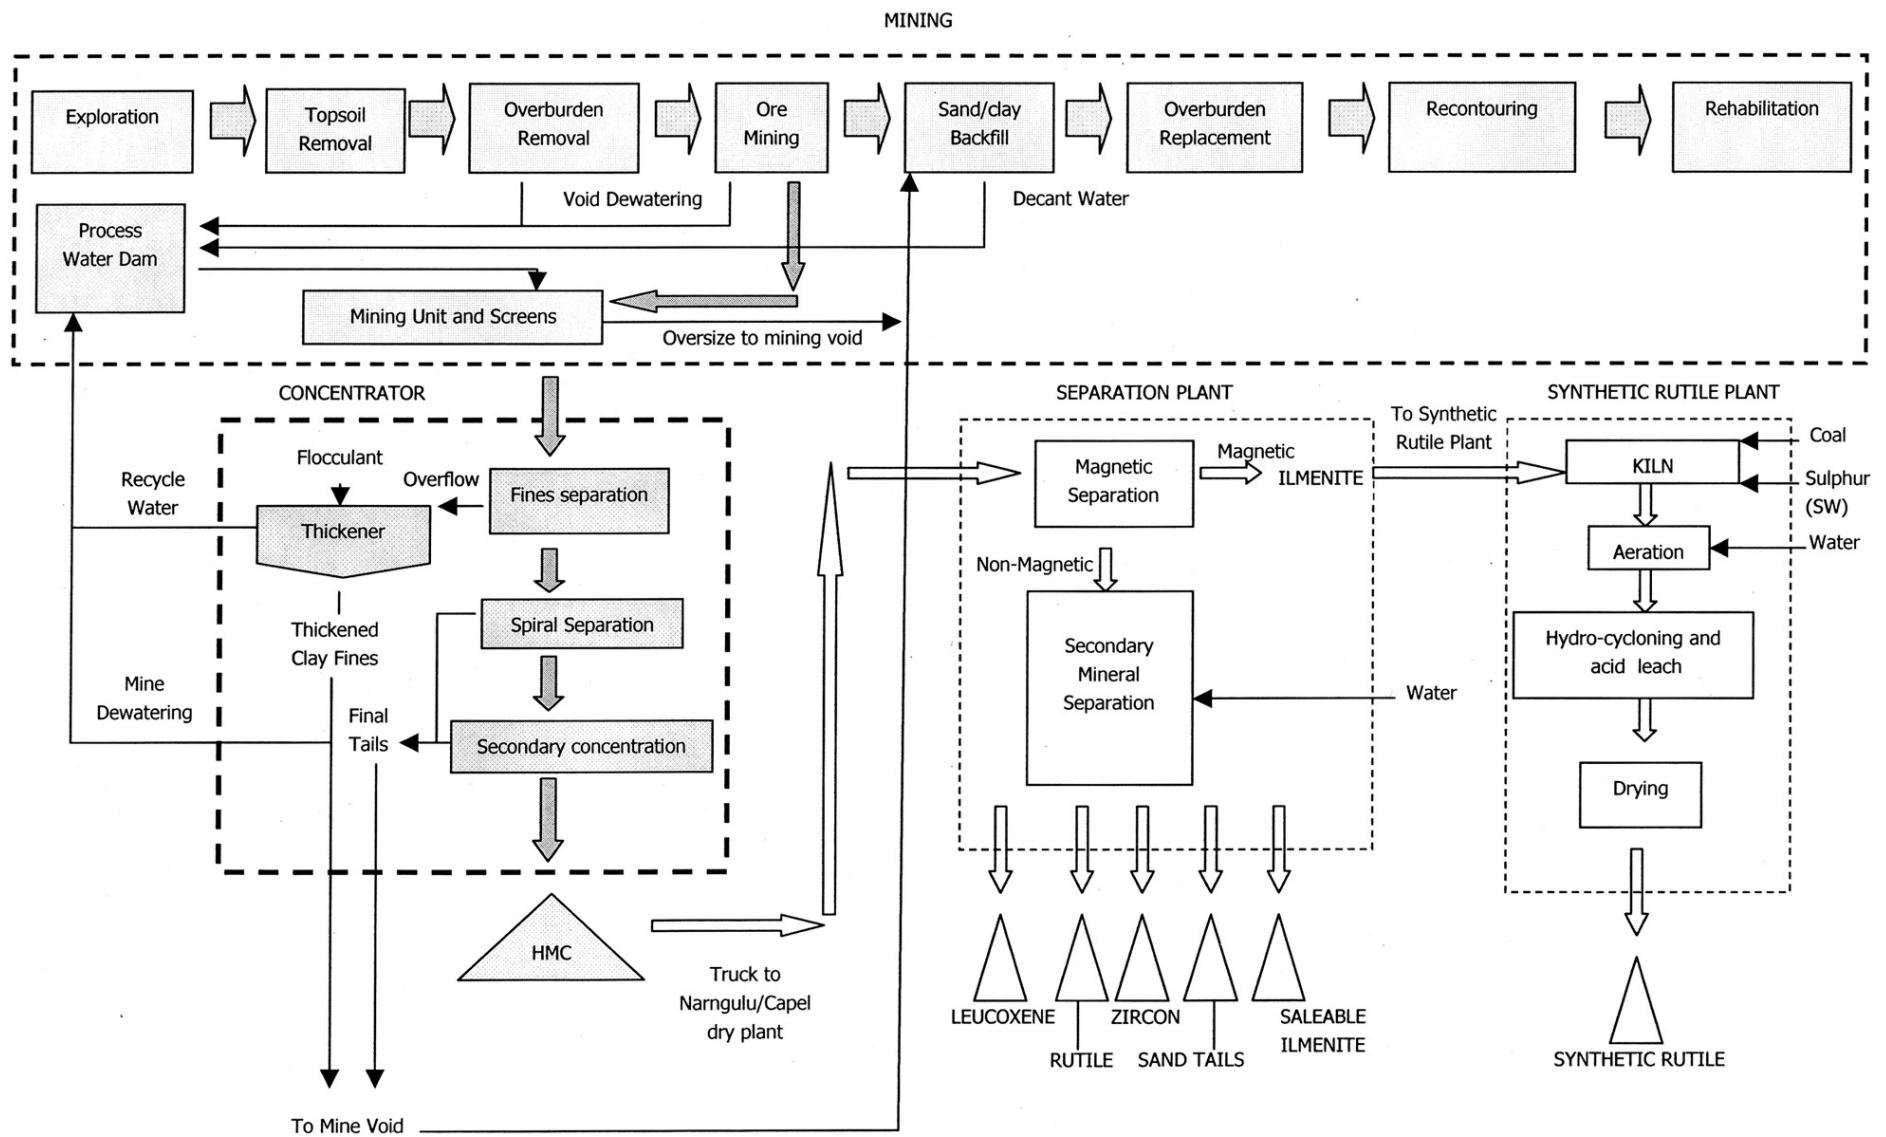 MINING
Exploration
Topsoil
Removal
Overburden
Removal
Ore
Mining
Sand/clay
Backfill
Overburden
Replacement
Recontouring
Rehabilitation
Void Dewatering
Decant Water
Process
Water Dam
Mining Unit and Screens
Oversize to mining void
CONCENTRATOR
Flocculant
Overflow
Fines separation
Recycle
Water
Thickener
Spiral Separation
Thickened
Clay Fines
Mine
Dewatering
Final
Tails
Secondary concentration
HMC
Truck to
Narngulu/Capel
dry plant
To Mine Void
SEPARATION PLANT
Magnetic
Separation
Magnetic
ILMENITE
To Synthetic
Rutile Plant
Non-Magnetic
Secondary
Mineral
Separation
Water
LEUCOXENE
RUTILE
ZIRCON
SAND TAILS
SALEABLE
ILMENITE
SYNTHETIC RUTILE PLANT
KILN
Coal
Sulphur
(SW)
Aeration
Water
Hydro-cycloning and
acid leach
Drying
SYNTHETIC RUTILE